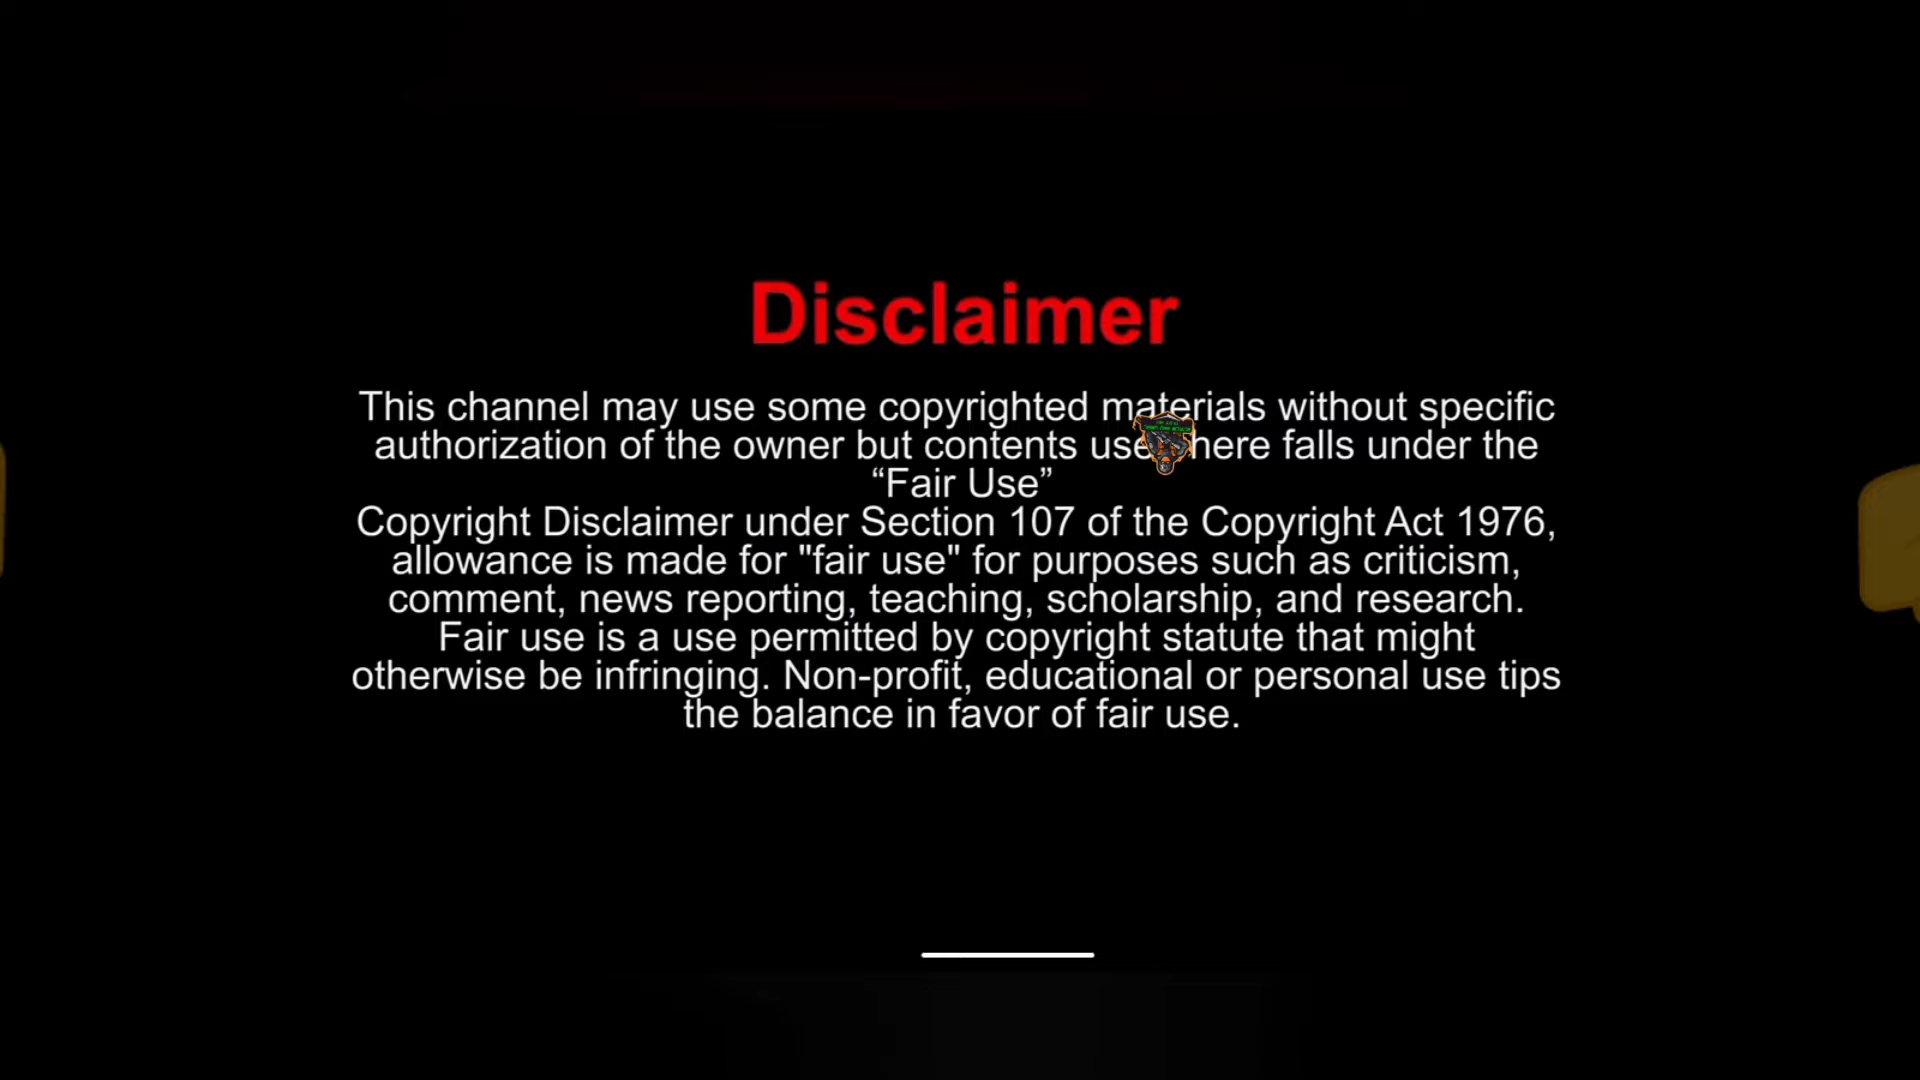 Disclaimer
This channel may use some copyrighted materials without specific
authorization of the owner but contents use here falls under the
“Fair Use”
Copyright Disclaimer under Section 107 of the Copyright Act 1976,
allowance is made for "fair use" for purposes such as criticism,
comment, news reporting, teaching, scholarship, and research.
Fair use is a use permitted by copyright statute that might
otherwise be infringing. Non-profit, educational or personal use tips
the balance in favor of fair use.